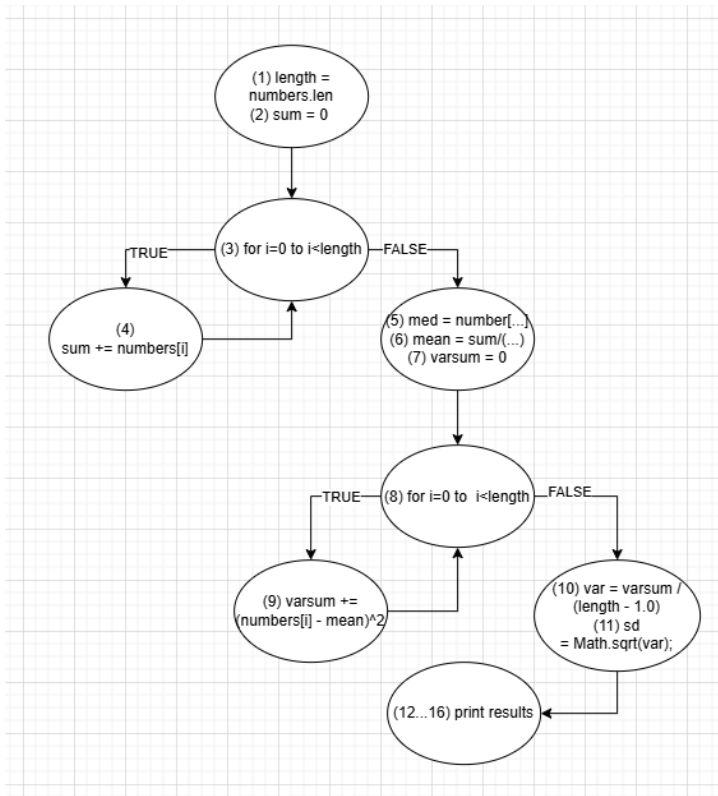 (1) length =
numbers.len
(2) sum = 0
(3) for i=0 to i<length
TRUE
FALSE
(4)
sum += numbers[i]
(5) med = number[...]
(6) mean = sum/(...)
(7) varsum = 0
(8) for i=0 to i<length
TRUE
FALSE
(9) varsum +=
(numbers[i] - mean)^2
(10) var = varsum /
(length - 1.0)
(11) sd
= Math.sqrt(var);
(12...16) print results